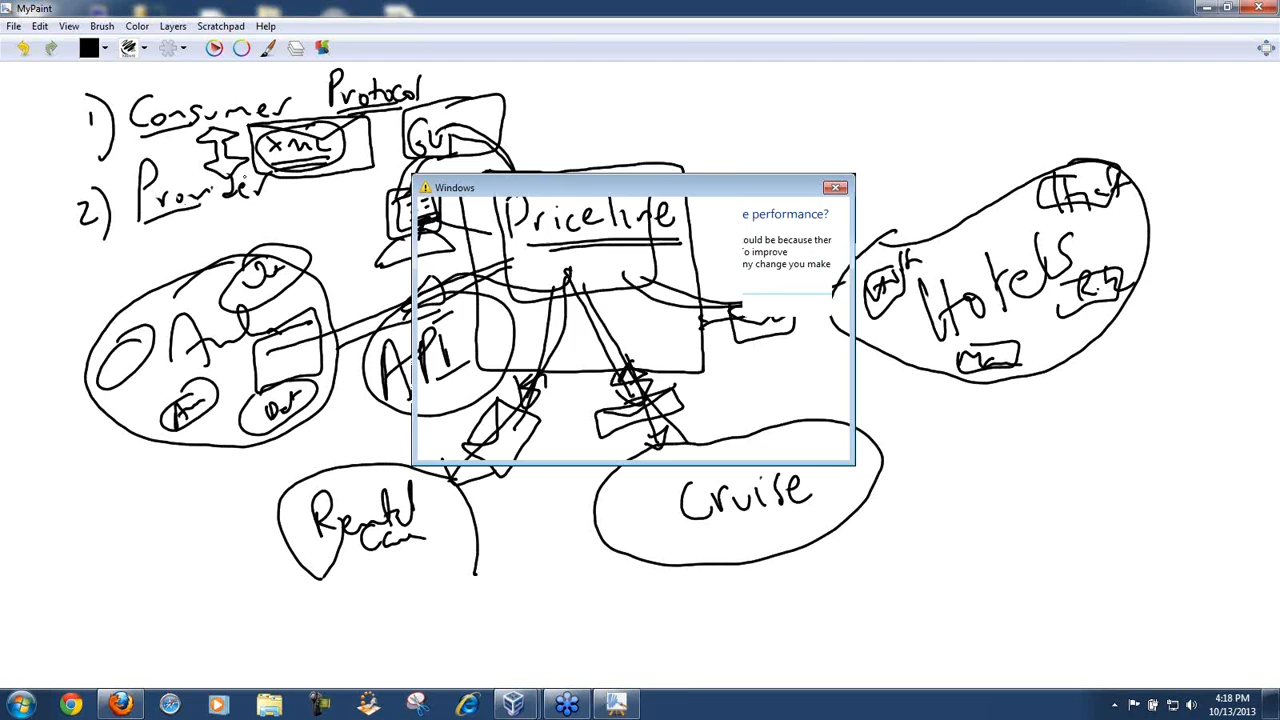 MyPaint
File Edit View Brush Color Layers Scratchpad Help
1) Consumer
Protocol
xml
GUI
2) Provider
Windows
Priceline
e performance?
ould be because ther
o improve
ny change you make
Hotels
API
Rental
Car
Cruise
4:18 PM
10/13/2013